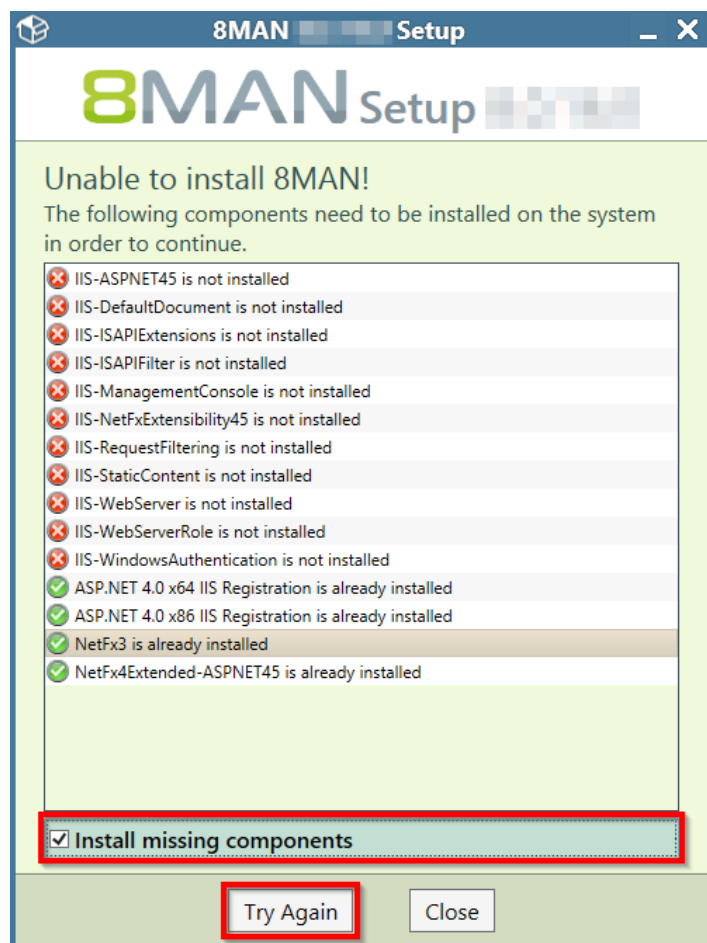 8MAN Setup
8MAN Setup
Unable to install 8MAN!
The following components need to be installed on the system
in order to continue.
IIS-ASPNET45 is not installed
IIS-DefaultDocument is not installed
IIS-ISAPIExtensions is not installed
IIS-ISAPIFilter is not installed
IIS-ManagementConsole is not installed
IIS-NetFxExtensibility45 is not installed
IIS-RequestFiltering is not installed
IIS-StaticContent is not installed
IIS-WebServer is not installed
IIS-WebServerRole is not installed
IIS-WindowsAuthentication is not installed
ASP.NET 4.0 x64 IIS Registration is already installed
ASP.NET 4.0 x86 IIS Registration is already installed
NetFx3 is already installed
NetFx4Extended-ASPNET45 is already installed
Install missing components
Try Again Close